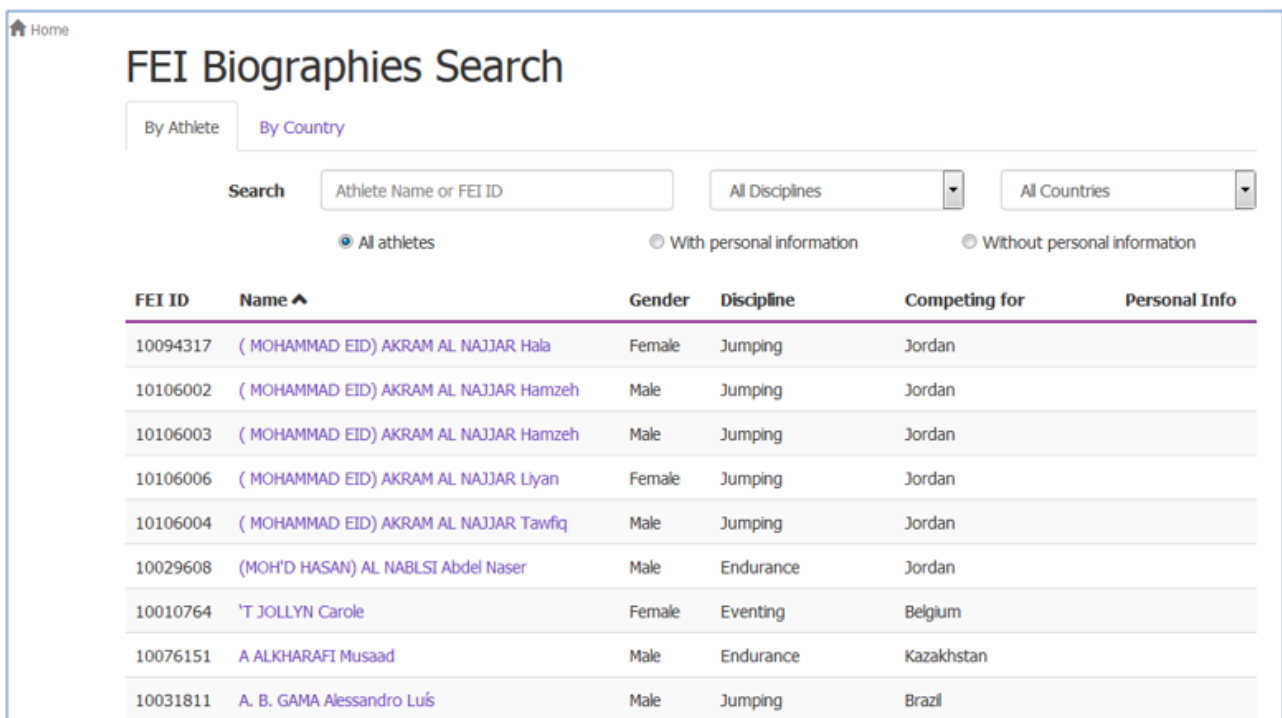 Home
FEI Biographies Search
By Athlete By Country
Search Athlete Name or FEI ID All Disciplines All Countries
All athletes With personal information Without personal information
FEI ID Name Gender Discipline Competing for Personal Info
10094317 ( MOHAMMAD EID) AKRAM AL NAJJAR Hala Female Jumping Jordan
10106002 ( MOHAMMAD EID) AKRAM AL NAJJAR Hamzeh Male Jumping Jordan
10106003 ( MOHAMMAD EID) AKRAM AL NAJJAR Hamzeh Male Jumping Jordan
10106006 ( MOHAMMAD EID) AKRAM AL NAJJAR Liyan Female Jumping Jordan
10106004 ( MOHAMMAD EID) AKRAM AL NAJJAR Tawfiq Male Jumping Jordan
10029608 (MOH'D HASAN) AL NABLSI Abdel Naser Male Endurance Jordan
10010764 'T JOLLYN Carole Female Eventing Belgium
10076151 A ALKHARAFI Musaad Male Endurance Kazakhstan
10031811 A. B. GAMA Alessandro Luís Male Jumping Brazil